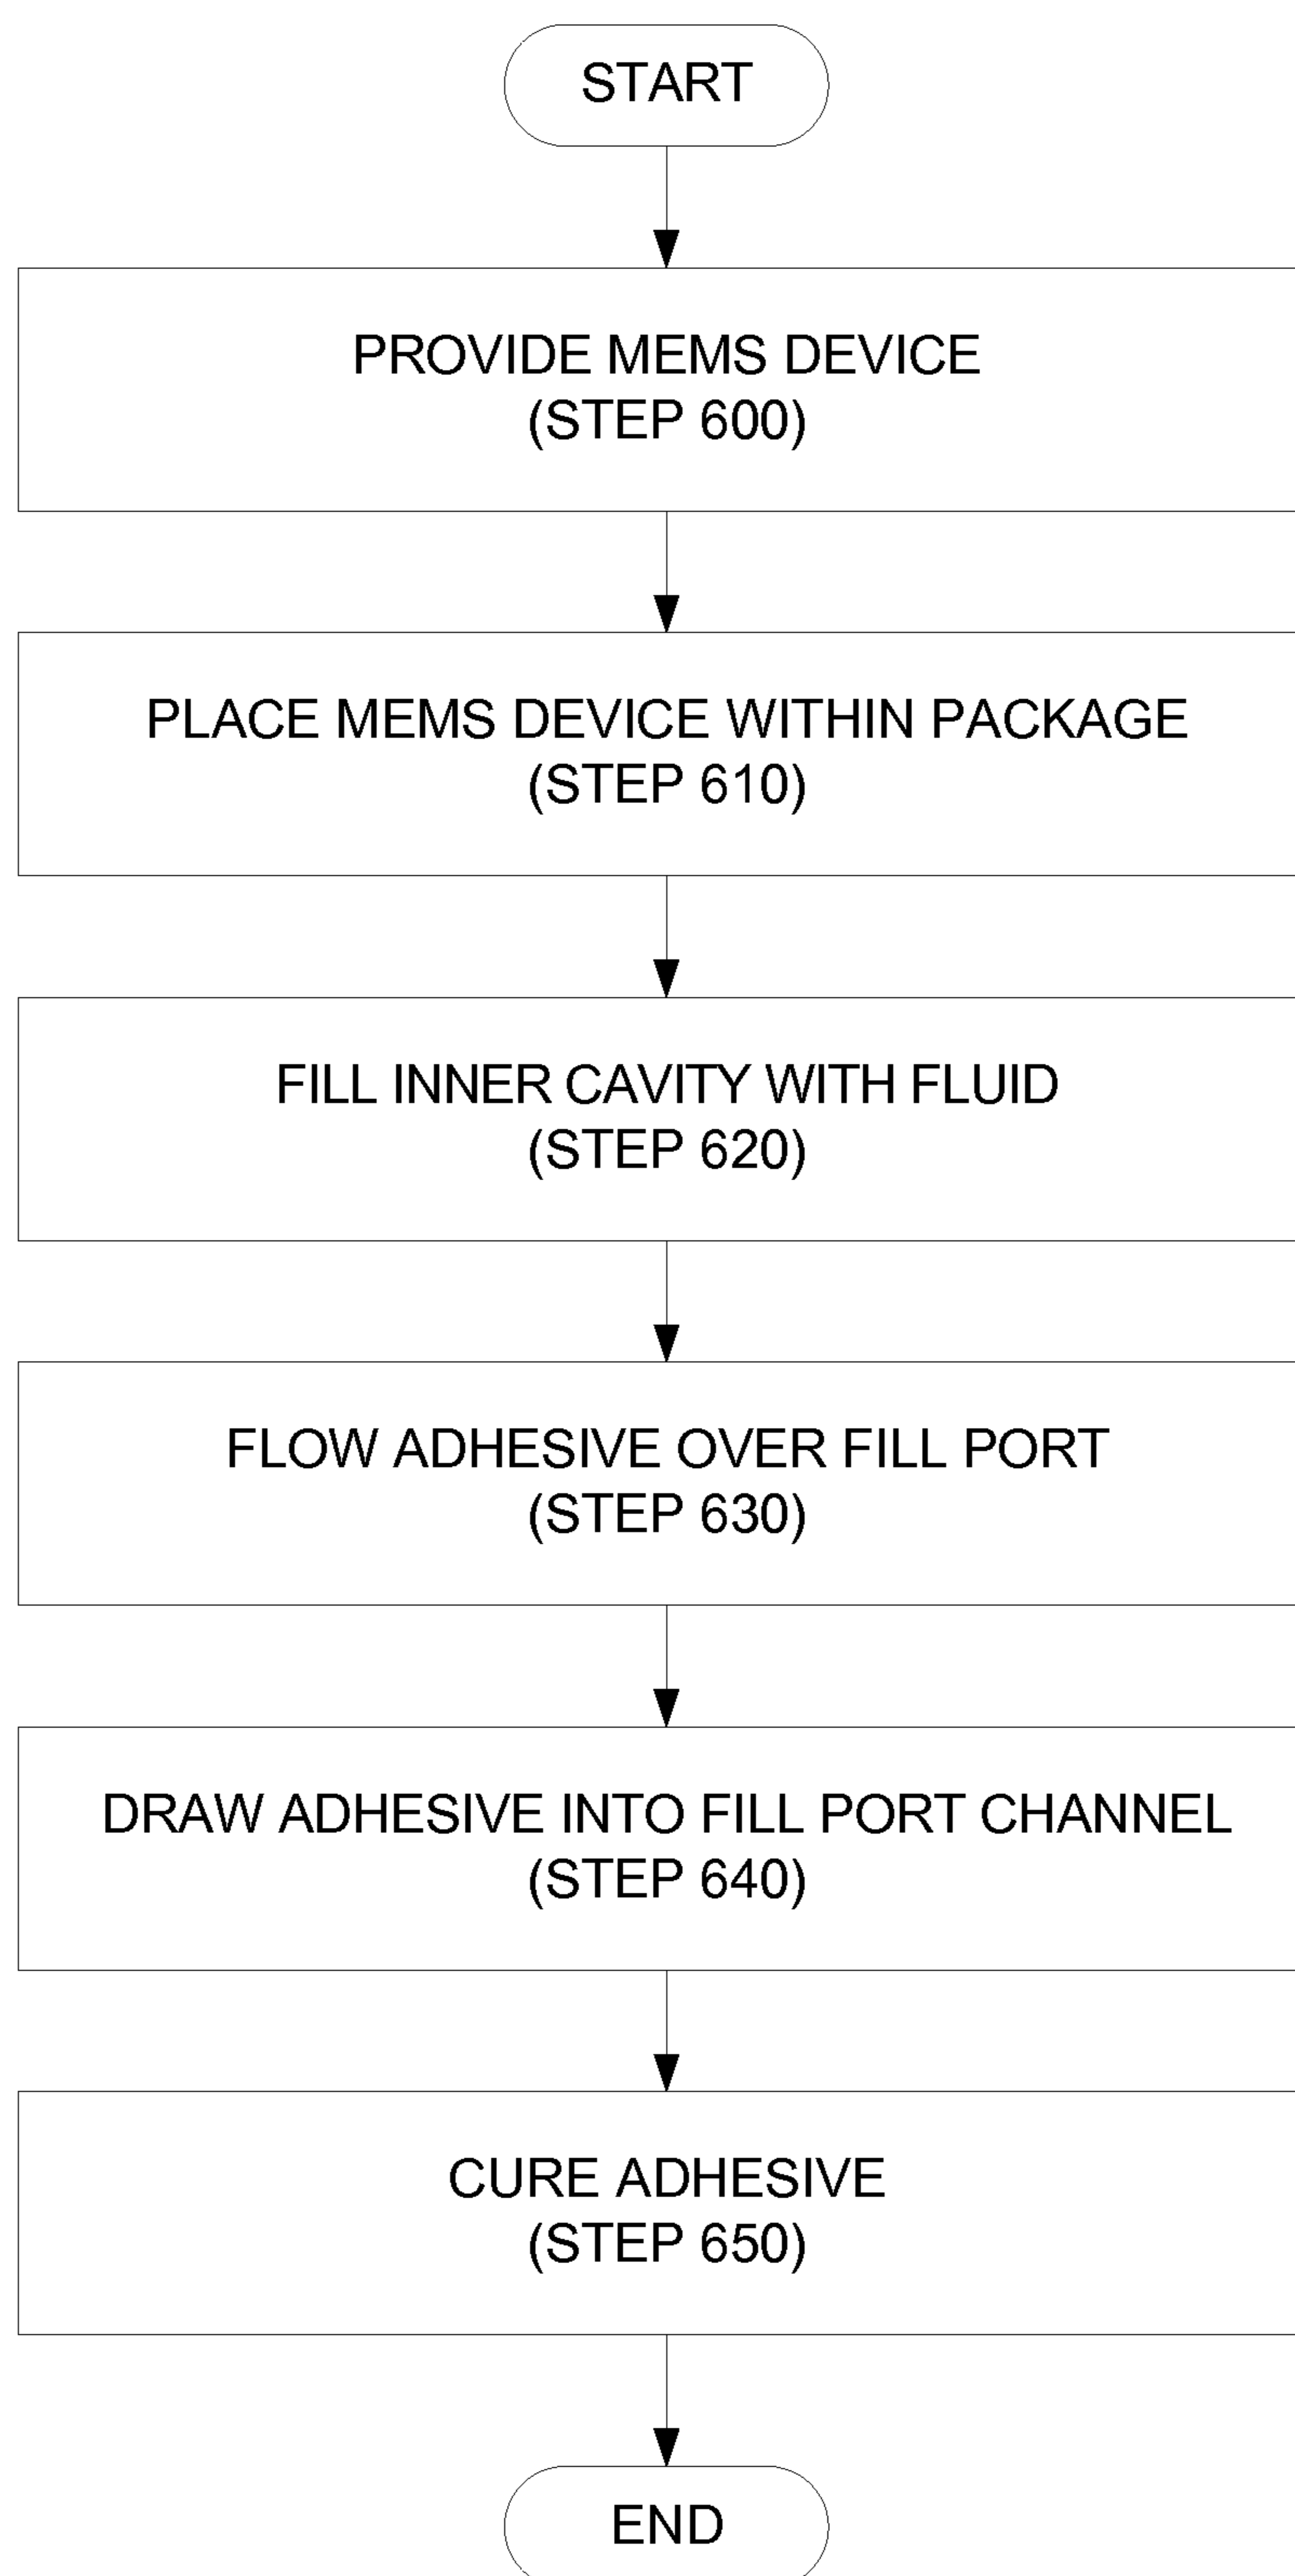 START
PROVIDE MEMS DEVICE
(STEP 600)
PLACE MEMS DEVICE WITHIN PACKAGE
(STEP 610)
FILL INNER CAVITY WITH FLUID
(STEP 620)
FLOW ADHESIVE OVER FILL PORT
(STEP 630)
DRAW ADHESIVE INTO FILL PORT CHANNEL
(STEP 640)
CURE ADHESIVE
(STEP 650)
END